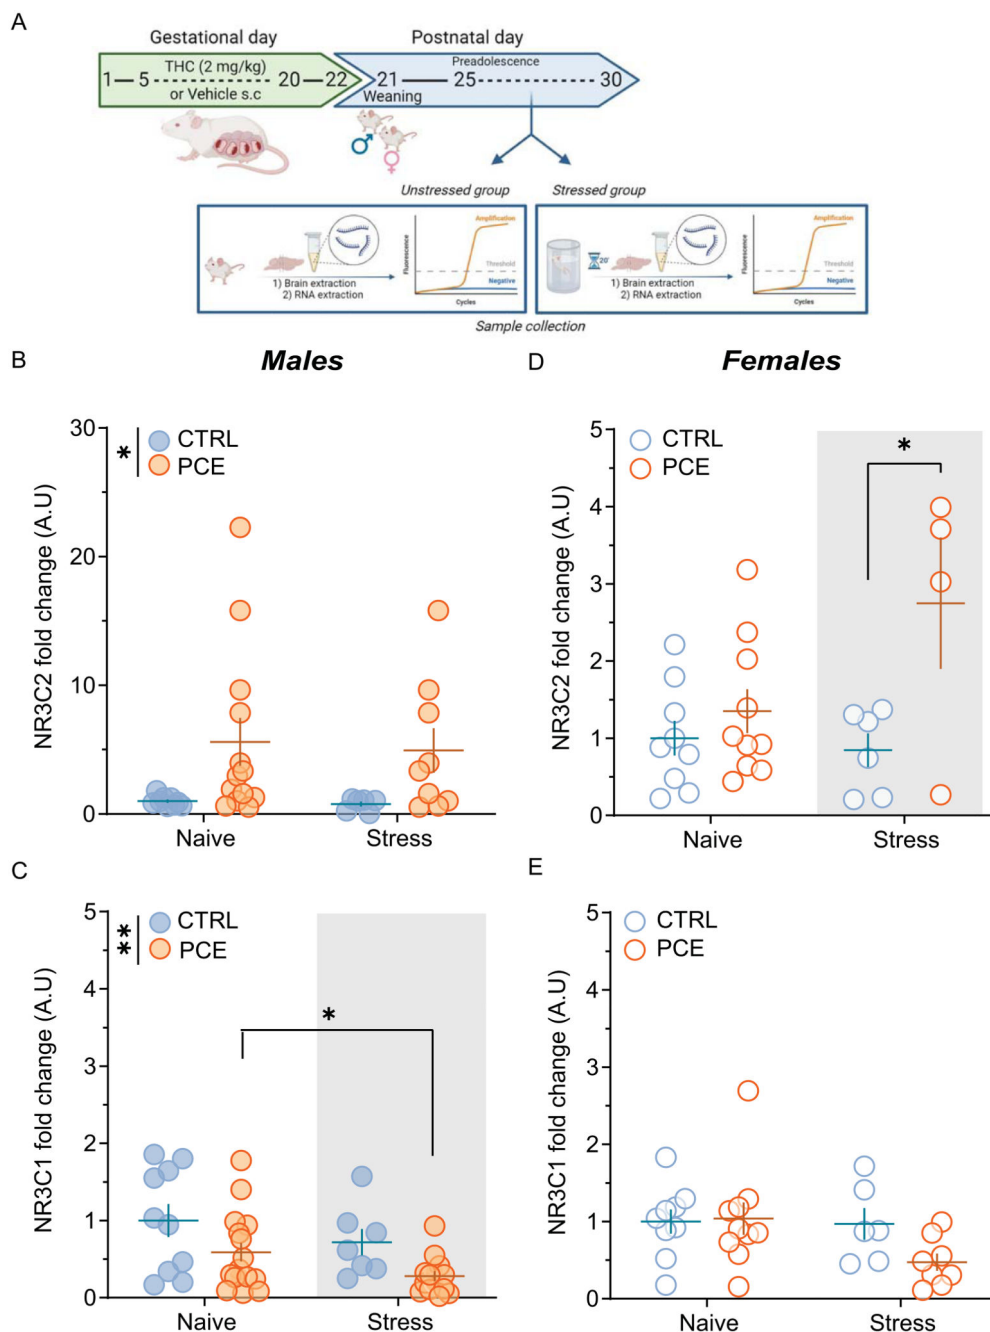 A
Gestational day
Postnatal day
THC (2 mg/kg)
1 5 20 22
or Vehicle s.c
Preadolescence
21 25 30
Weaning
Unstressed group
Stressed group
1) Brain extraction
2) RNA extraction
Fluorescence
Amplification
Threshold
Negative
Cycles
20'
1) Brain extraction
2) RNA extraction
Fluorescence
Amplification
Threshold
Negative
Cycles
Sample collection
B
Males
NR3C2 fold change (A.U)
30
20
10
0
*
CTRL
PCE
Naive
Stress
D
Females
NR3C2 fold change (A.U)
5
4
3
2
1
0
CTRL
PCE
*
Naive
Stress
C
NR3C1 fold change (A.U)
5
4
3
2
1
0
**
CTRL
PCE
*
Naive
Stress
E
NR3C1 fold change (A.U)
5
4
3
2
1
0
CTRL
PCE
Naive
Stress